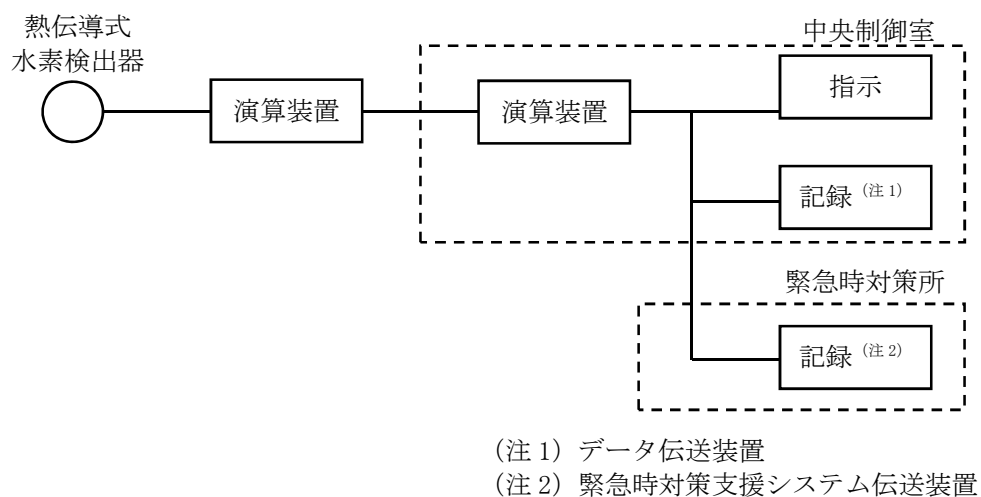 熱伝導式
水素検出器
演算装置
中央制御室
演算装置
指示
記録(注1)
緊急時対策所
記録(注2)
(注1) データ伝送装置
(注2) 緊急時対策支援システム伝送装置